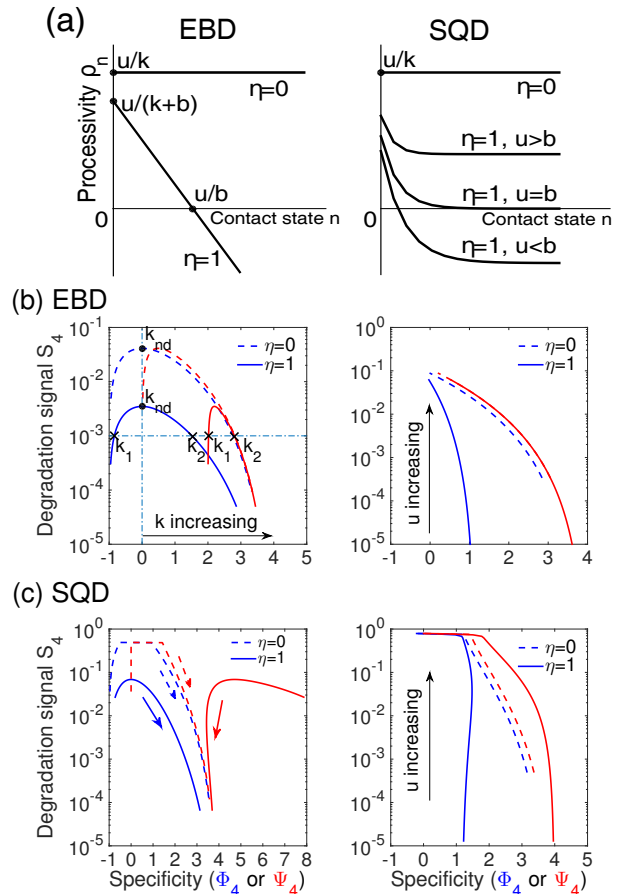 (a) EBD SQD
Processivity ρn
u/k
η=0
u/(k+b)
u/b
0
Contact state n
η=1
u/k
η=0
η=1, u>b
η=1, u=b
0
Contact state n
η=1, u<b
(b) EBD
Degradation signal S4
10-1
10-2
10-3
10-4
10-5
knd
knd
η=0
η=1
k1
k2
k1
k2
k increasing
-1 0 1 2 3 4 5
100
10-1
10-2
10-3
10-4
10-5
η=0
η=1
u increasing
-1 0 1 2 3 4
(c) SQD
Degradation signal S4
100
10-1
10-2
10-3
10-4
10-5
η=0
η=1
-1 0 1 2 3 4 5 6 7 8
Specificity (Φ4 or Ψ4)
100
10-1
10-2
10-3
10-4
10-5
η=0
η=1
u increasing
-1 0 1 2 3 4 5
Specificity (Φ4 or Ψ4)